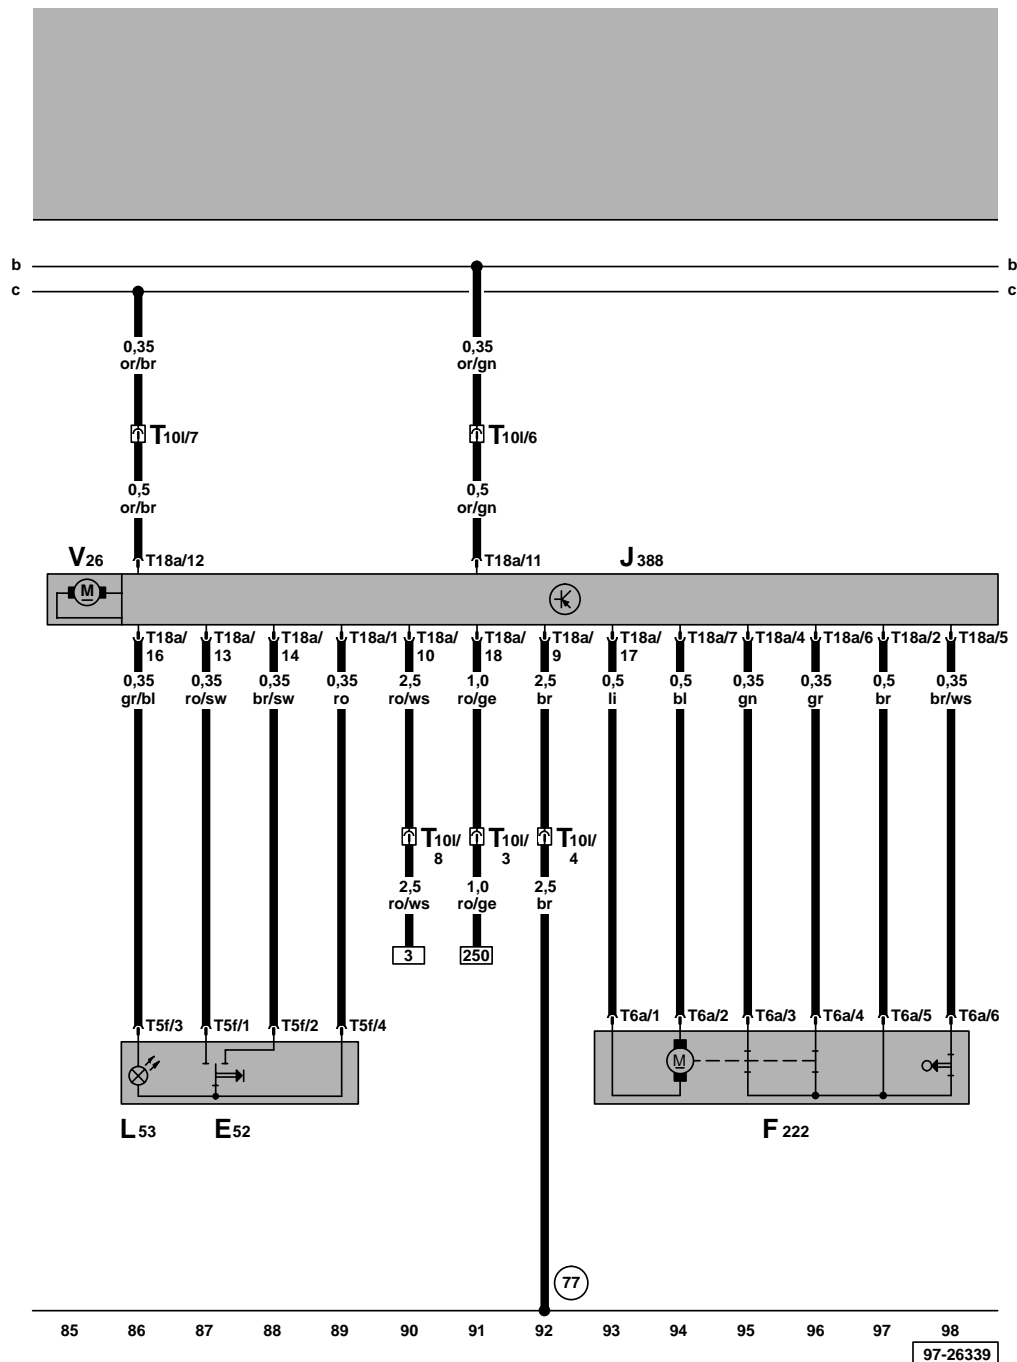 b b
c c
0,35 0,35
or/br or/gn
T10l/7 T10l/6
0,5 0,5
or/br or/gn
V26 T18a/12 T18a/11 J388
M
T18a/ T18a/ T18a/ T18a/1 T18a/ T18a/ T18a/ T18a/ T18a/7 T18a/4 T18a/6 T18a/2 T18a/5
16 13 14 10 18 9 17
0,35 0,35 0,35 0,35 2,5 1,0 2,5 0,5 0,5 0,35 0,35 0,5 0,35
gr/bl ro/sw br/sw ro ro/ws ro/ge br li bl gn gr br br/ws
T10l/ T10l/ T10l/
8 3 4
2,5 1,0 2,5
ro/ws ro/ge br
3 250
T5f/3 T5f/1 T5f/2 T5f/4 T6a/1 T6a/2 T6a/3 T6a/4 T6a/5 T6a/6
M
L53 E52 F222
77
85 86 87 88 89 90 91 92 93 94 95 96 97 98
97-26339